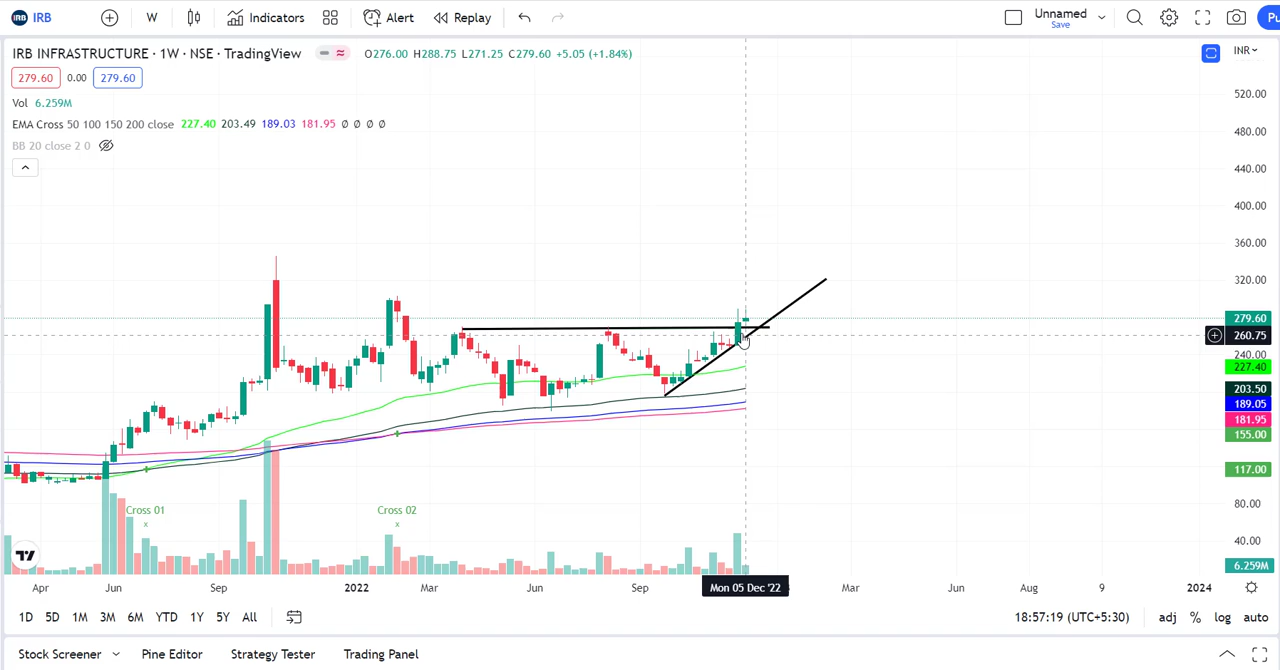 IRB IRB W Indicators Alert Replay Unnamed Save Pu
IRB INFRASTRUCTURE · 1W · NSE · TradingView O276.00 H288.75 L271.25 C279.60 +5.05 (+1.84%) INR
279.60 0.00 279.60
Vol 6.259M
EMA Cross 50 100 150 200 close 227.40 203.49 189.03 181.95 Ø Ø Ø Ø
BB 20 close 2 0
520.00
480.00
440.00
400.00
360.00
320.00
279.60
260.75
240.00
227.40
203.50
189.05
181.95
155.00
117.00
80.00
40.00
6.259M
Cross 01 Cross 02
x x
Apr Jun Sep 2022 Mar Jun Sep Mon 05 Dec '22 Mar Jun Aug 9 2024
1D 5D 1M 3M 6M YTD 1Y 5Y All 18:57:19 (UTC+5:30) adj % log auto
Stock Screener Pine Editor Strategy Tester Trading Panel